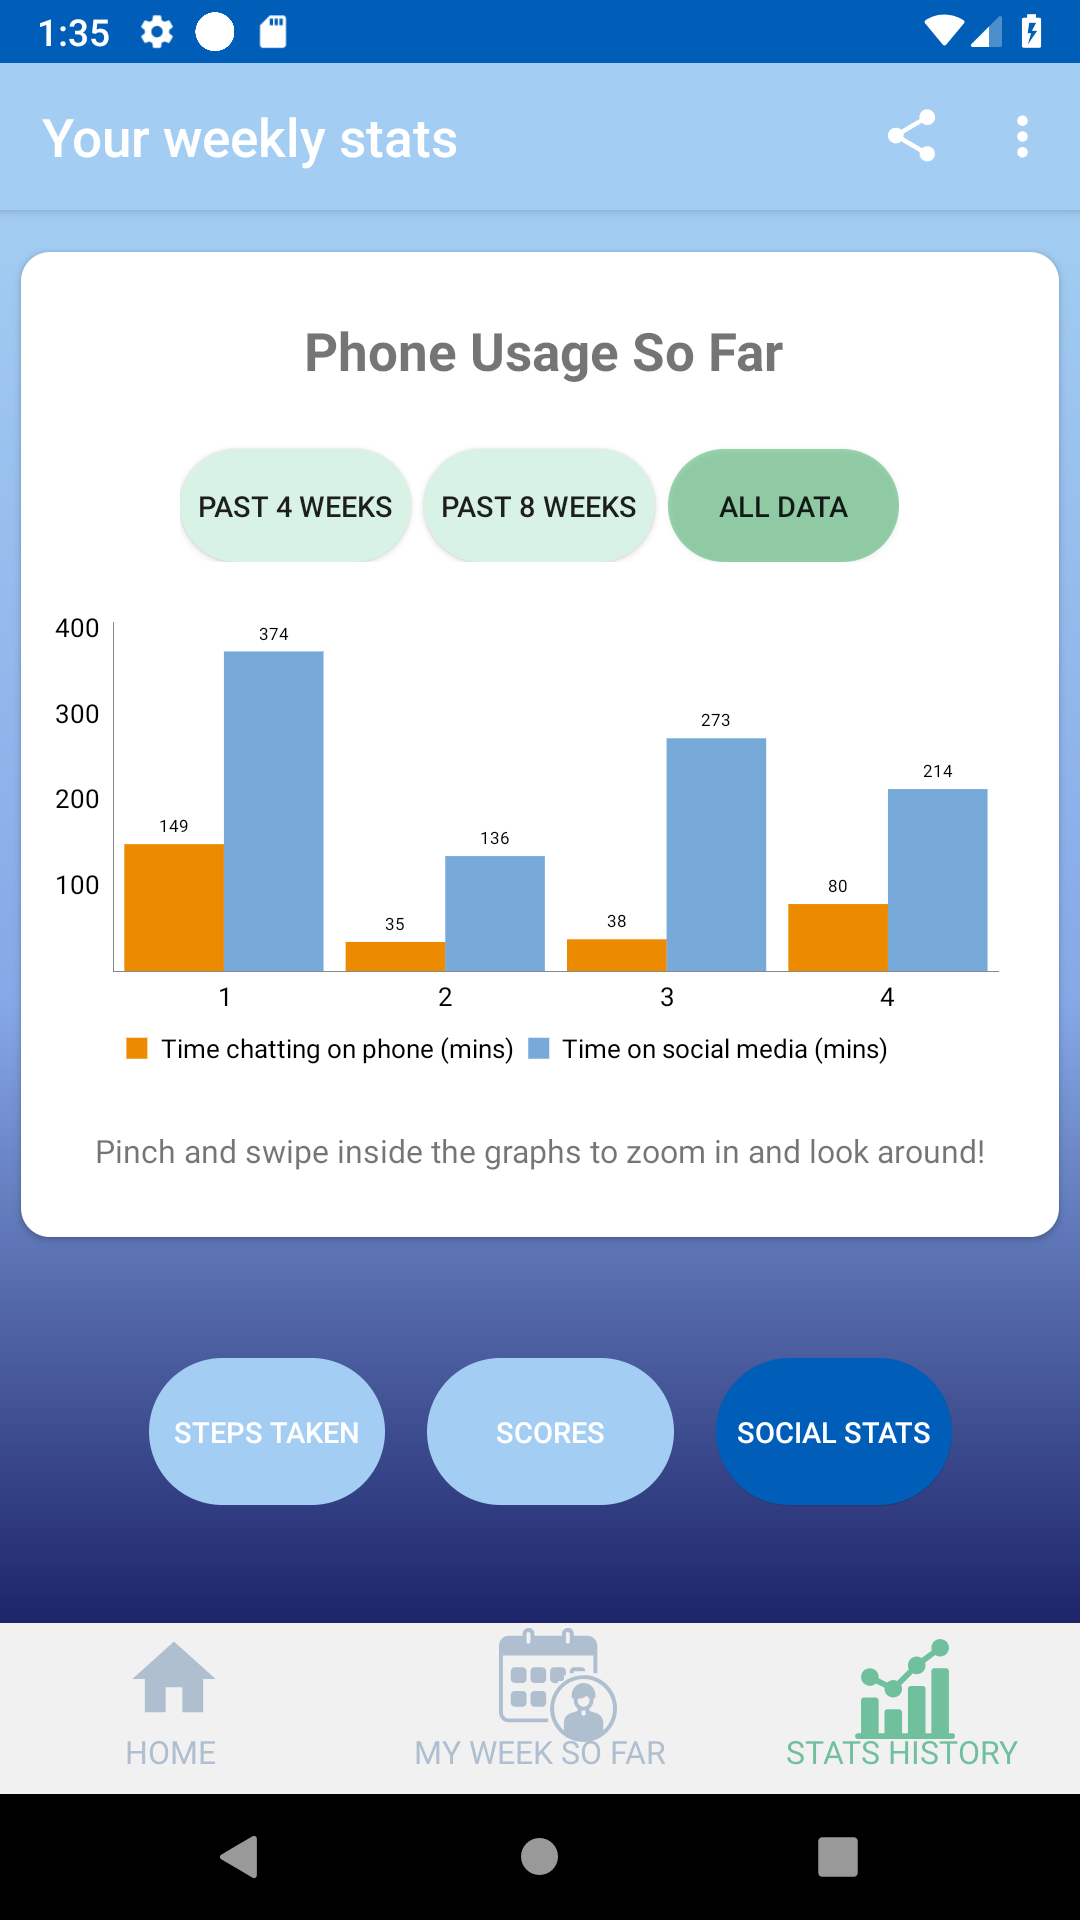 1:35
Your weekly stats
Phone Usage So Far
PAST 4 WEEKS
PAST 8 WEEKS
ALL DATA
400
300
200
100
149
374
35
136
38
273
80
214
1
2
3
4
Time chatting on phone (mins)
Time on social media (mins)
Pinch and swipe inside the graphs to zoom in and look around!
STEPS TAKEN
SCORES
SOCIAL STATS
HOME
MY WEEK SO FAR
STATS HISTORY